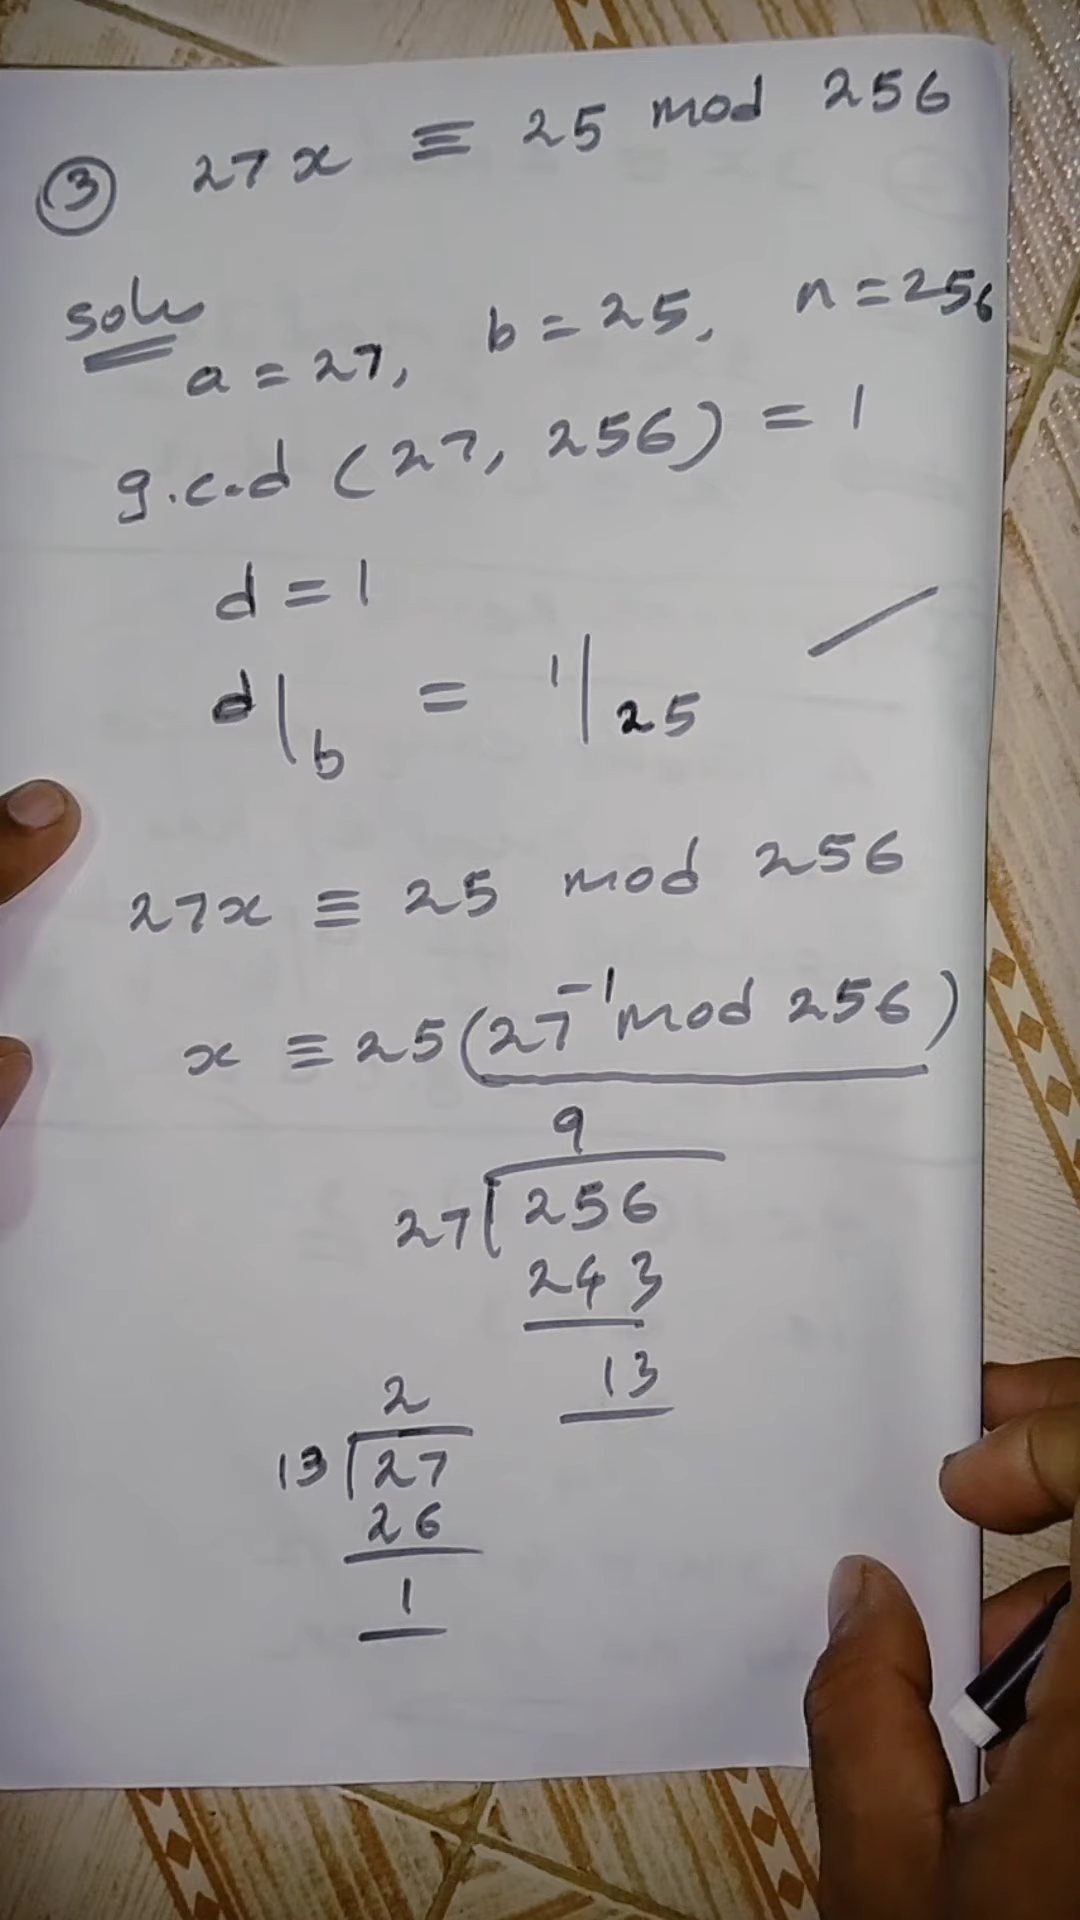 ③ 27x ≡ 25 mod 256
Soln
a = 27, b = 25, n = 256
g.c.d (27, 256) = 1
d = 1
d|b = 1|25
27x ≡ 25 mod 256
x ≡ 25(27⁻¹ mod 256)
9
27 256
243
13
2
13 27
26
1